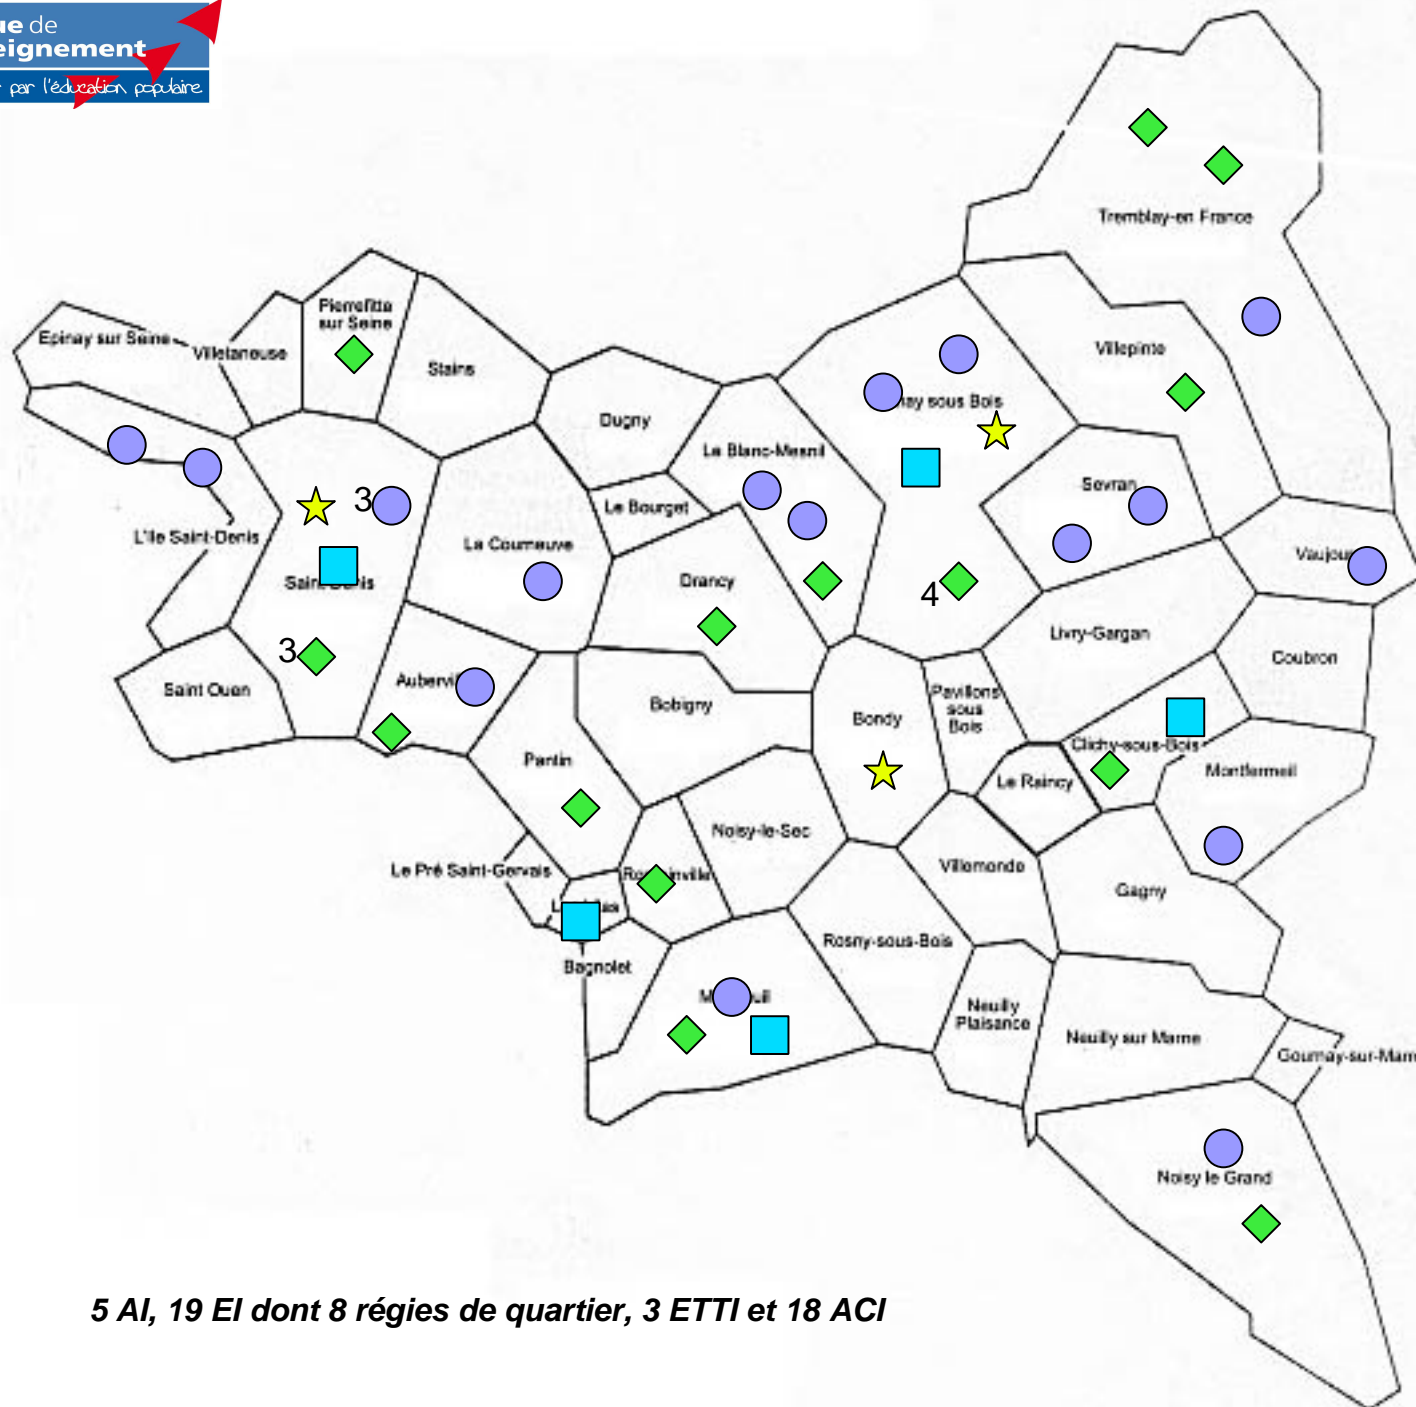 ue de
eignement
par l'éducation populaire
Tremblay-en France
Pierrefitte
sur Seine
Epinay sur Seine
Villetaneuse
Stains
Villepinte
Dugny
nay sous Bois
Le Blanc-Mesnil
Sevran
3
Le Bourget
L'Ile Saint-Denis
La Courneuve
Vaujour
Drancy
4
Livry-Gargan
3
Coubron
Aubervil
Saint Ouen
Pavillons
sous
Bois
Bobigny
Bondy
Clichy-sous-Bois
Pantin
Montfermeil
Le Raincy
Noisy-le-Sec
Le Pré Saint-Gervais
Villemonde
Gagny
Rosny-sous-Bois
Bagnolet
Neuilly
Plaisance
Neuilly sur Marne
Gournay-sur-Marn
Noisy le Grand
5 AI, 19 EI dont 8 régies de quartier, 3 ETTI et 18 ACI